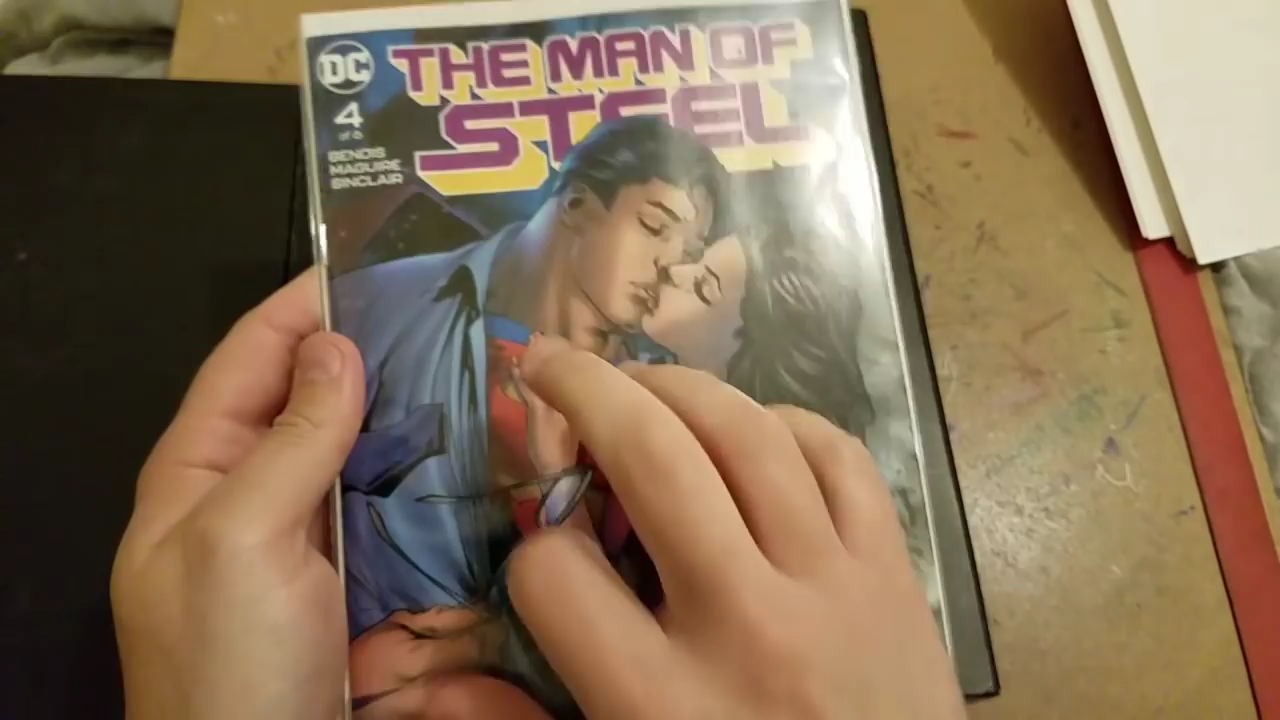 DC
THE MAN OF
STEEL
4
of 6
BENDIS
MAGUIRE
SINCLAIR